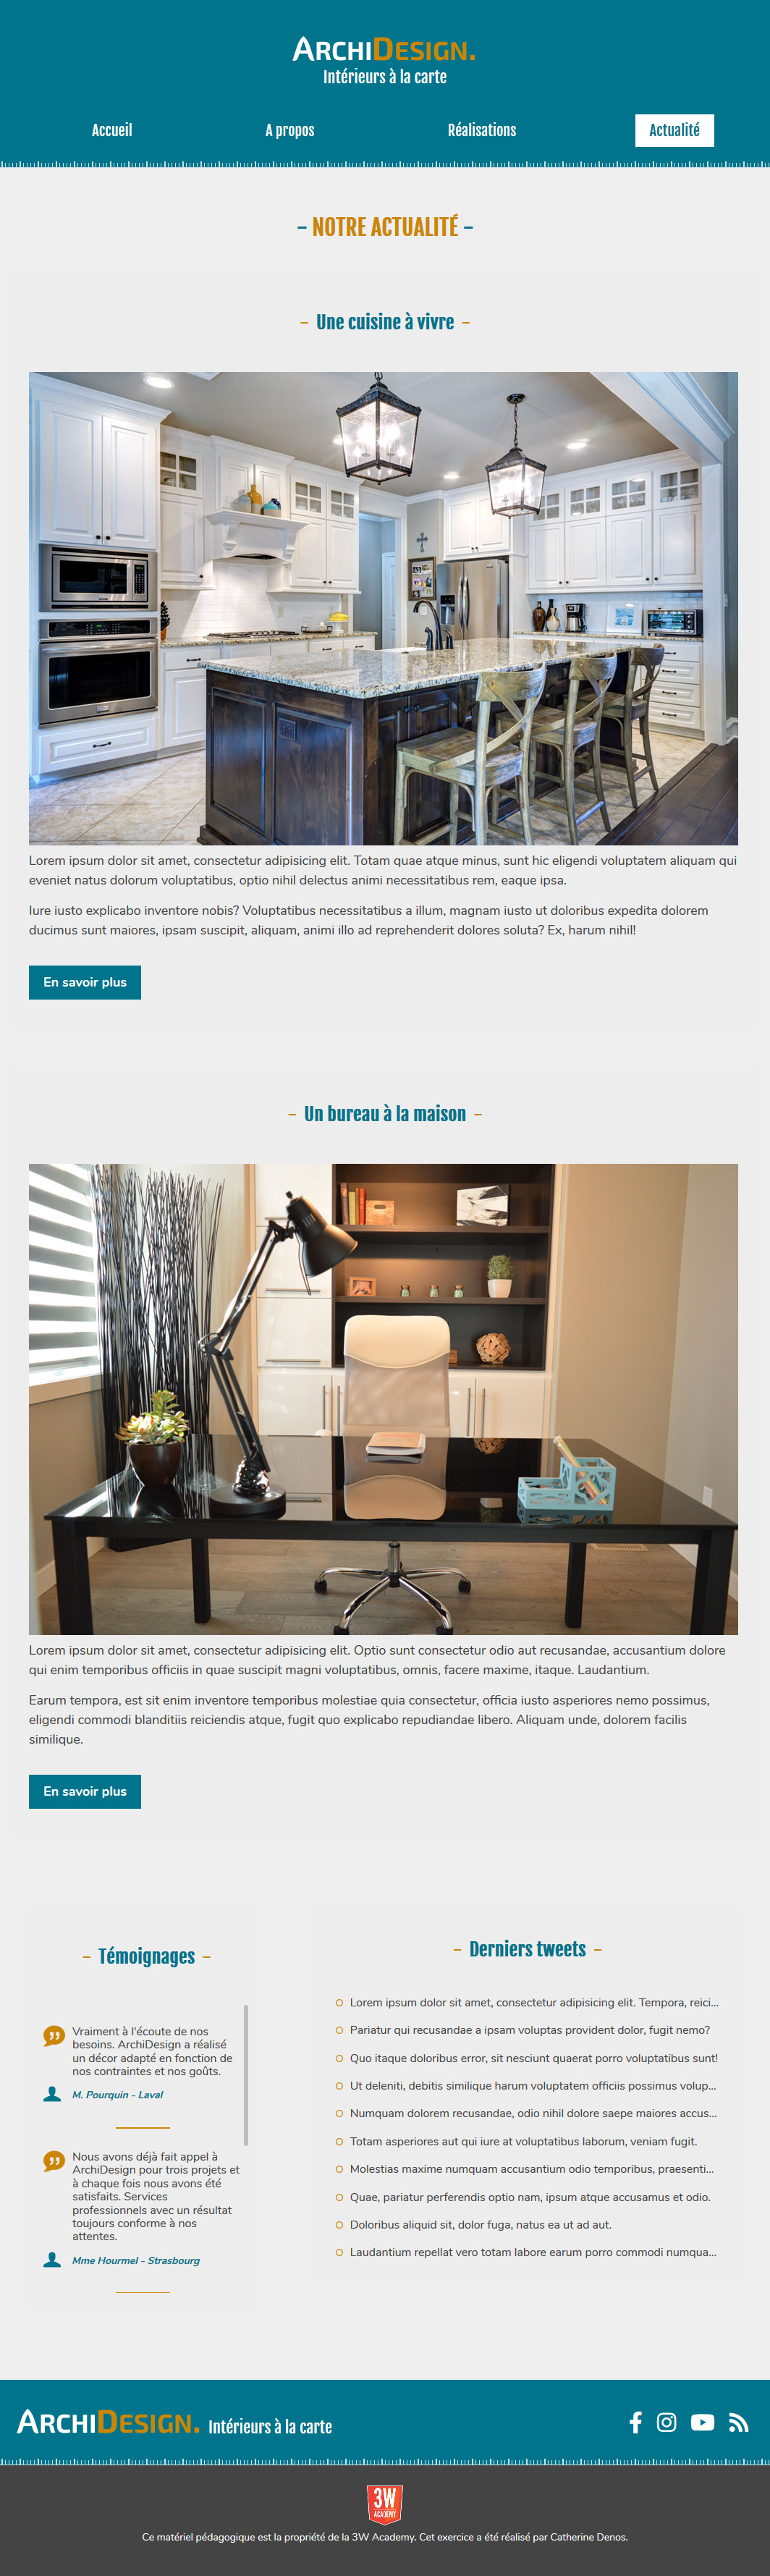 ARCHIDESIGN.
Intérieurs à la carte
Accueil A propos Réalisations Actualité
– NOTRE ACTUALITÉ –
– Une cuisine à vivre –
Lorem ipsum dolor sit amet, consectetur adipisicing elit. Totam quae atque minus, sunt hic eligendi voluptatem aliquam qui
eveniet natus dolorum voluptatibus, optio nihil delectus animi necessitatibus rem, eaque ipsa.
Iure iusto explicabo inventore nobis? Voluptatibus necessitatibus a illum, magnam iusto ut doloribus expedita dolorem
ducimus sunt maiores, ipsam suscipit, aliquam, animi illo ad reprehenderit dolores soluta? Ex, harum nihil!
En savoir plus
– Un bureau à la maison –
Lorem ipsum dolor sit amet, consectetur adipisicing elit. Optio sunt consectetur odio aut recusandae, accusantium dolore
qui enim temporibus officiis in quae suscipit magni voluptatibus, omnis, facere maxime, itaque. Laudantium.
Earum tempora, est sit enim inventore temporibus molestiae quia consectetur, officia iusto asperiores nemo possimus,
eligendi commodi blanditiis reiciendis atque, fugit quo explicabo repudiandae libero. Aliquam unde, dolorem facilis
similique.
En savoir plus
– Témoignages –
Vraiment à l'écoute de nos
besoins. ArchiDesign a réalisé
un décor adapté en fonction de
nos contraintes et nos goûts.
M. Pourquin - Laval
Nous avons déjà fait appel à
ArchiDesign pour trois projets et
à chaque fois nous avons été
satisfaits. Services
professionnels avec un résultat
toujours conforme à nos
attentes.
Mme Hourmel - Strasbourg
– Derniers tweets –
Lorem ipsum dolor sit amet, consectetur adipisicing elit. Tempora, reici...
Pariatur qui recusandae a ipsam voluptas provident dolor, fugit nemo?
Quo itaque doloribus error, sit nesciunt quaerat porro voluptatibus sunt!
Ut deleniti, debitis similique harum voluptatem officiis possimus volup...
Numquam dolorem recusandae, odio nihil dolore saepe maiores accus...
Totam asperiores aut qui iure at voluptatibus laborum, veniam fugit.
Molestias maxime numquam accusantium odio temporibus, praesenti...
Quae, pariatur perferendis optio nam, ipsum atque accusamus et odio.
Doloribus aliquid sit, dolor fuga, natus ea ut ad aut.
Laudantium repellat vero totam labore earum porro commodi numqua...
ARCHIDESIGN. Intérieurs à la carte
3W
ACADEMY
Ce matériel pédagogique est la propriété de la 3W Academy. Cet exercice a été réalisé par Catherine Denos.